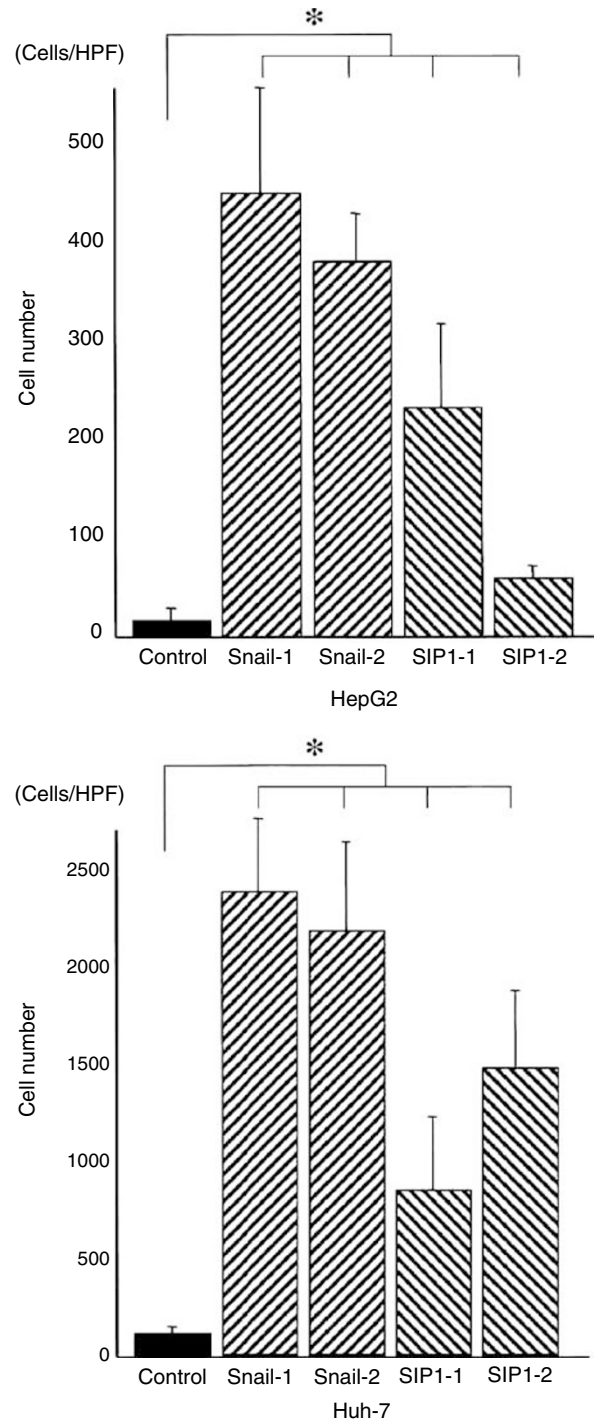 *
(Cells/HPF)
500
400
300
200
100
0
Cell number
Control Snail-1 Snail-2 SIP1-1 SIP1-2
HepG2
*
(Cells/HPF)
2500
2000
1500
1000
500
0
Cell number
Control Snail-1 Snail-2 SIP1-1 SIP1-2
Huh-7